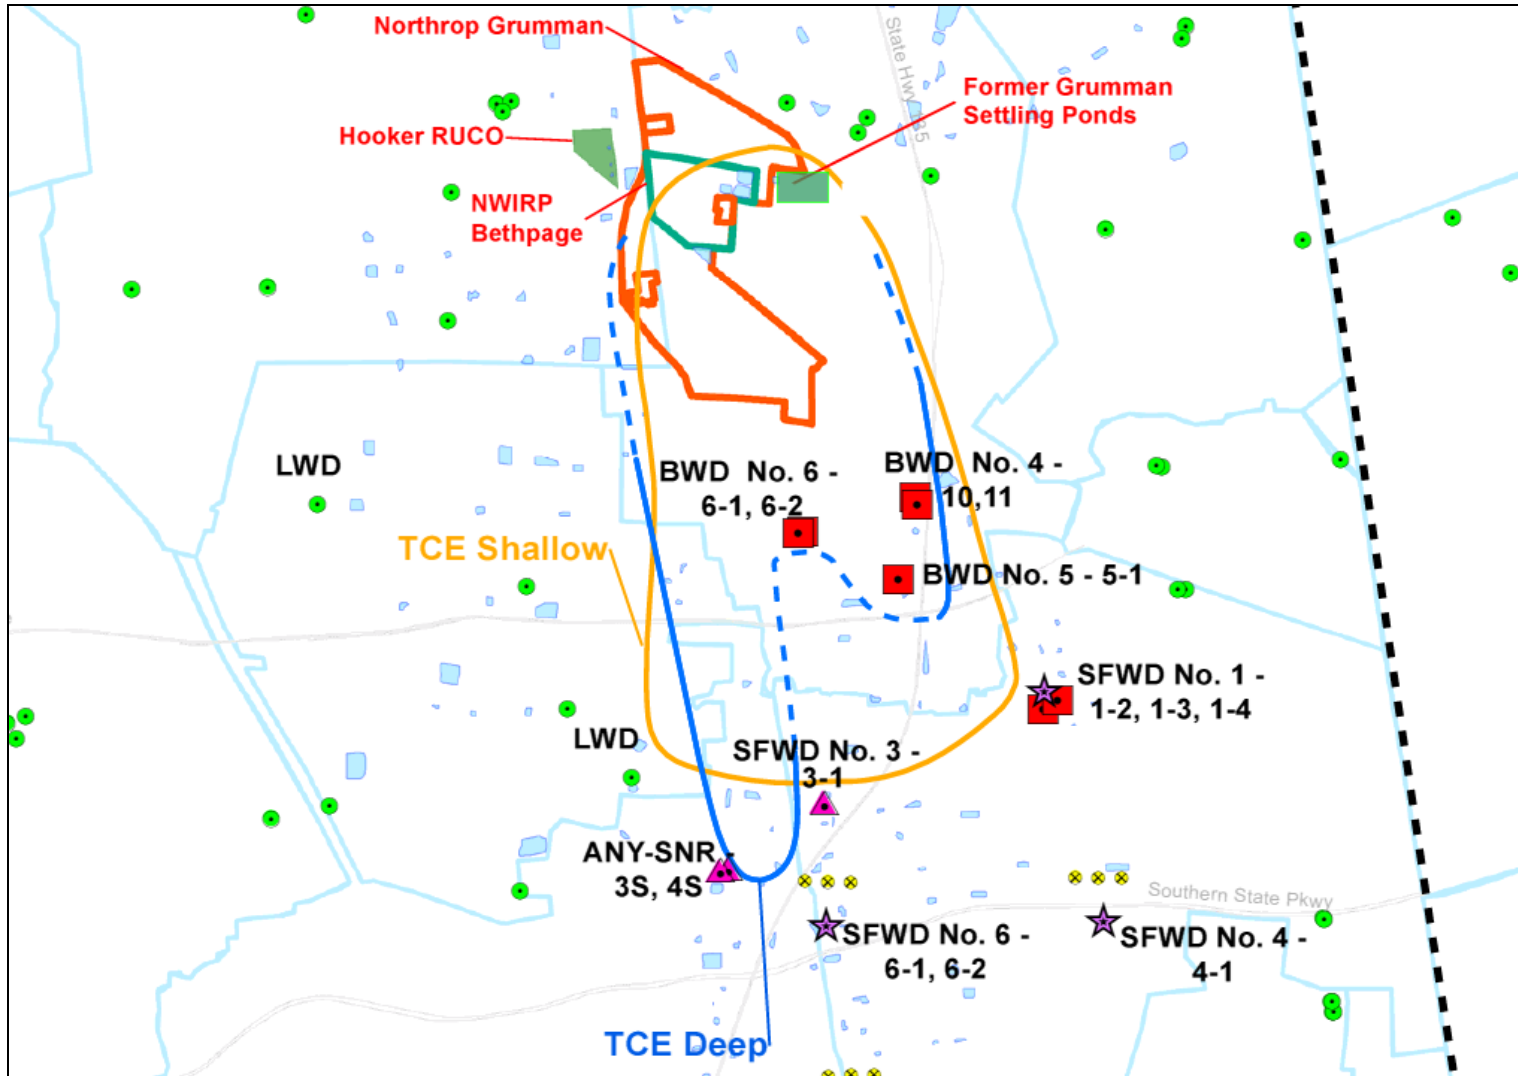 Northrop Grumman
State Hwy 135
Former Grumman
Settling Ponds
Hooker RUCO
NWIRP
Bethpage
LWD
BWD No. 6 -
6-1, 6-2
BWD No. 4 -
10,11
TCE Shallow
BWD No. 5 - 5-1
SFWD No. 1 -
1-2, 1-3, 1-4
LWD
SFWD No. 3 -
3-1
ANY-SNR -
3S, 4S
Southern State Pkwy
SFWD No. 6 -
6-1, 6-2
SFWD No. 4 -
4-1
TCE Deep